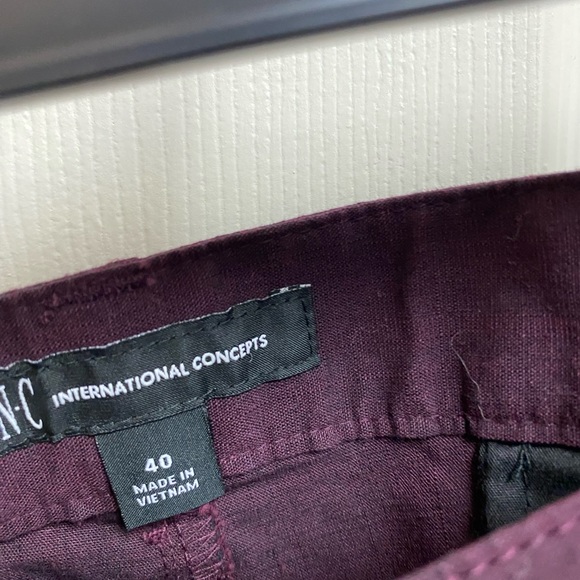 N·C INTERNATIONAL CONCEPTS
40
MADE IN
VIETNAM